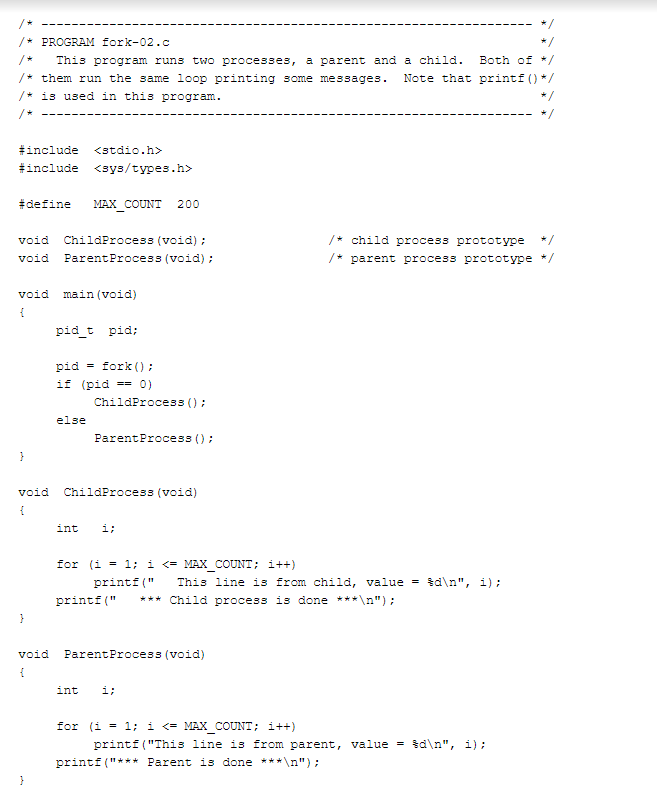 /* ----------------------------------------------------------------- */
/* PROGRAM fork-02.c                                                 */
/*   This program runs two processes, a parent and a child.  Both of */
/* them run the same loop printing some messages.  Note that printf()*/
/* is used in this program.                                          */
/* ----------------------------------------------------------------- */
#include  <stdio.h>
#include  <sys/types.h>
#define   MAX_COUNT  200
void  ChildProcess(void);                /* child process prototype  */
void  ParentProcess(void);               /* parent process prototype */
void  main(void)
{
     pid_t  pid;
     pid = fork();
     if (pid == 0)
          ChildProcess();
     else
          ParentProcess();
}
void  ChildProcess(void)
{
     int   i;
     for (i = 1; i <= MAX_COUNT; i++)
          printf("   This line is from child, value = %d\n", i);
     printf("   *** Child process is done ***\n");
}
void  ParentProcess(void)
{
     int   i;
     for (i = 1; i <= MAX_COUNT; i++)
          printf("This line is from parent, value = %d\n", i);
     printf("*** Parent is done ***\n");
}